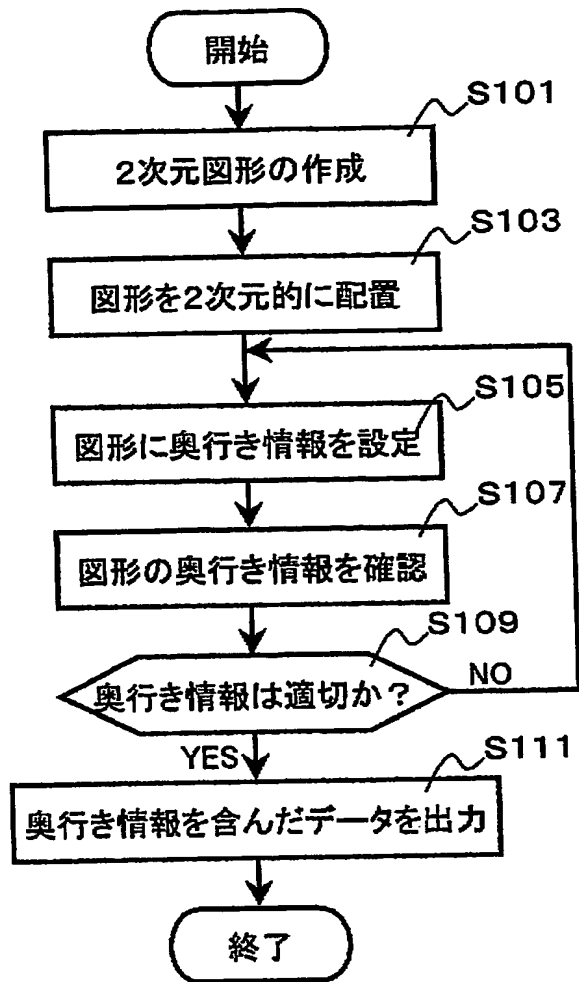 開始
S101
2次元図形の作成
S103
図形を2次元的に配置
S105
図形に奥行き情報を設定
S107
図形の奥行き情報を確認
S109
奥行き情報は適切か?
NO
YES
S111
奥行き情報を含んだデータを出力
終了